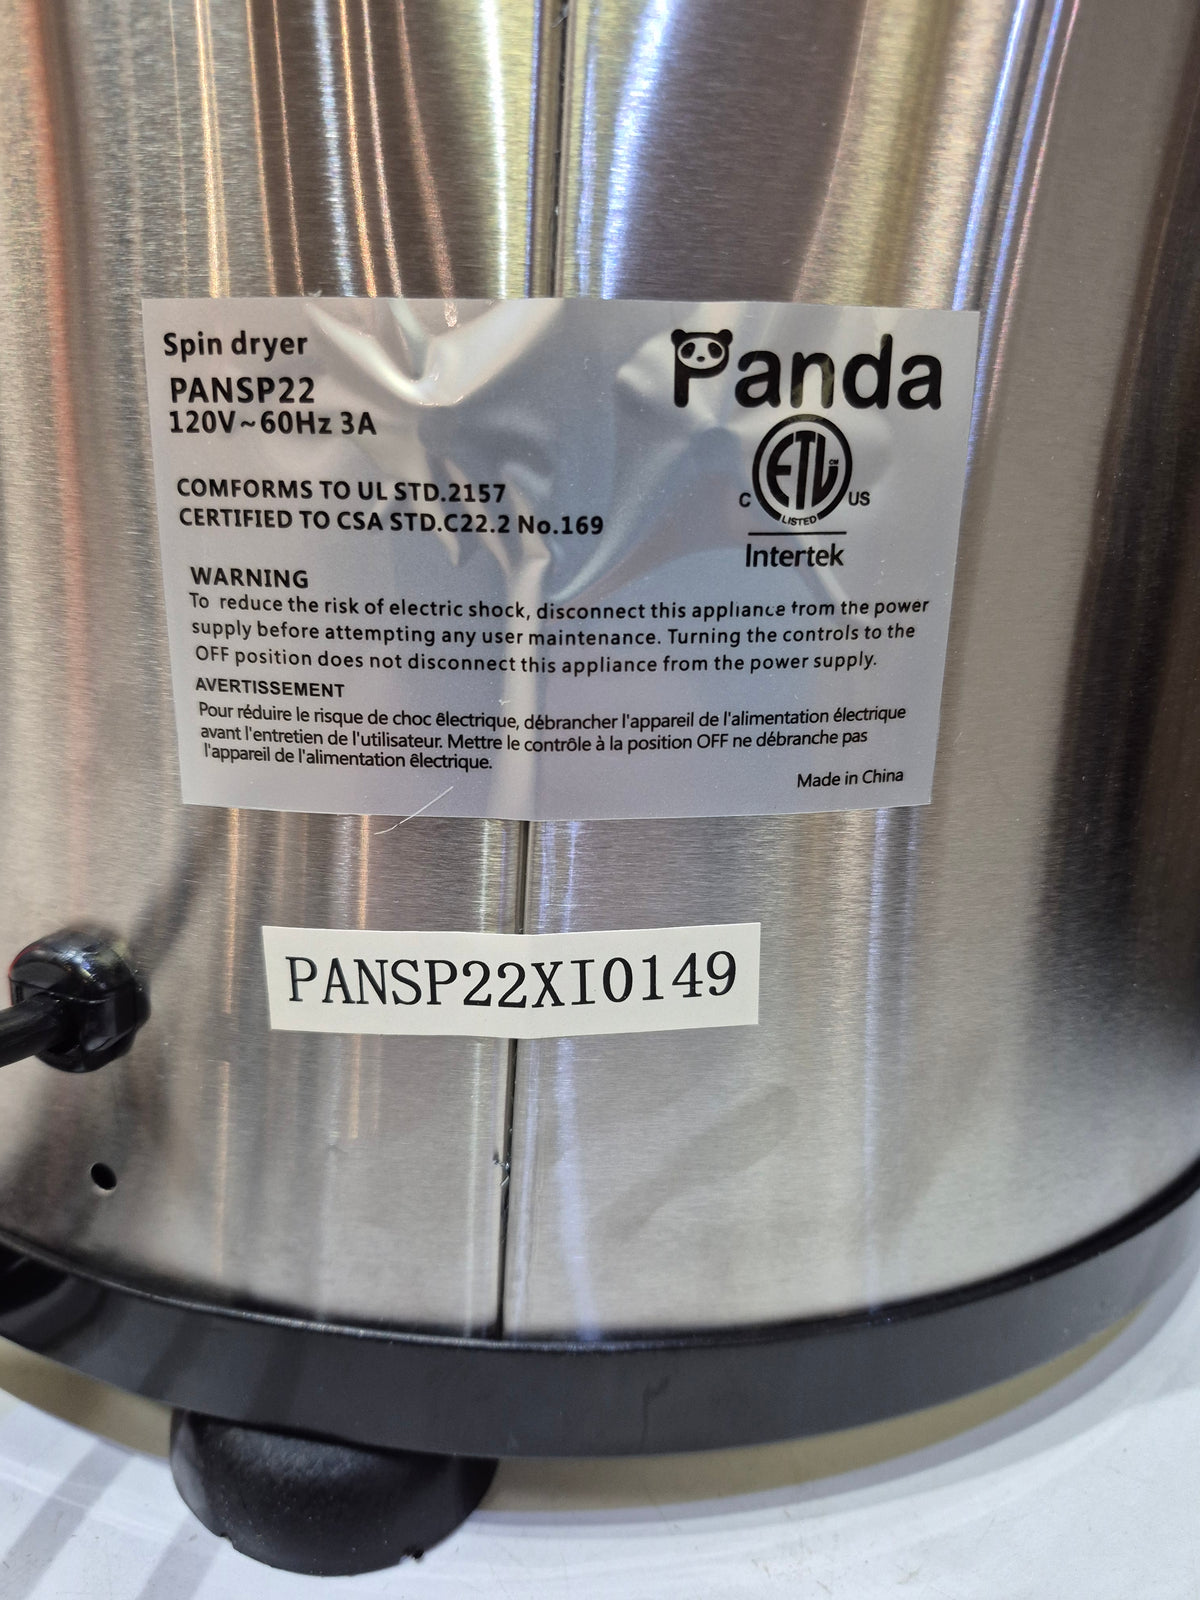 Spin dryer
PANSP22
120V~60Hz 3A
COMFORMS TO UL STD.2157
CERTIFIED TO CSA STD.C22.2 No.169
Panda
ETL CM
C US
LISTED
Intertek
WARNING
To reduce the risk of electric shock, disconnect this appliance from the power
supply before attempting any user maintenance. Turning the controls to the
OFF position does not disconnect this appliance from the power supply.
AVERTISSEMENT
Pour réduire le risque de choc êlectrique, débrancher l'appareil de l'alimentation électrique
avant l'entretien de l'utilisateur. Mettre le contrôle à la position OFF ne débranche pas
l'appareil de l'alimentation êlectrique.
Made in China
PANSP22XI0149